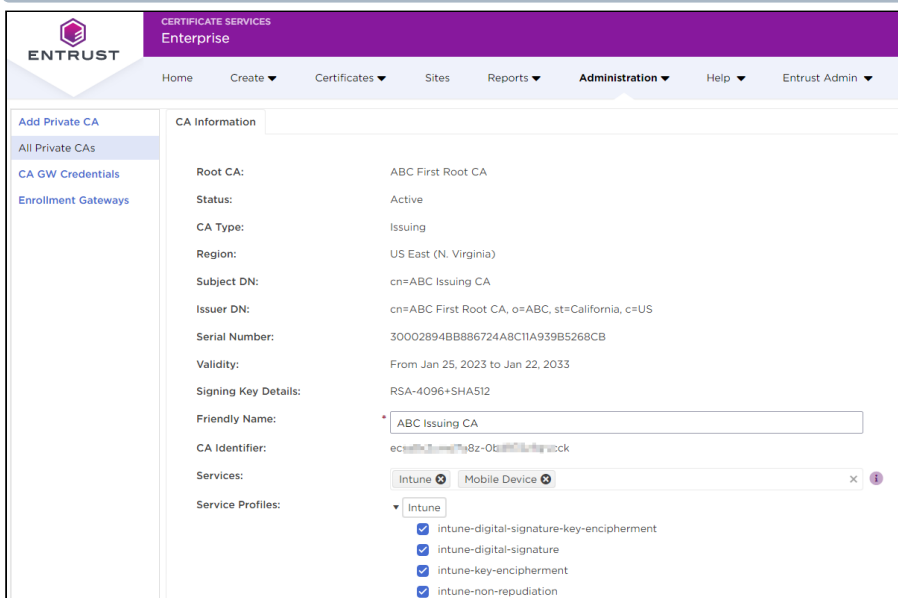 ENTRUST
CERTIFICATE SERVICES
Enterprise
Home Create Certificates Sites Reports Administration Help Entrust Admin
Add Private CA
All Private CAs
CA GW Credentials
Enrollment Gateways
CA Information
Root CA: ABC First Root CA
Status: Active
CA Type: Issuing
Region: US East (N. Virginia)
Subject DN: cn=ABC Issuing CA
Issuer DN: cn=ABC First Root CA, o=ABC, st=California, c=US
Serial Number: 30002894BB886724A8C11A939B5268CB
Validity: From Jan 25, 2023 to Jan 22, 2033
Signing Key Details: RSA-4096+SHA512
Friendly Name: * ABC Issuing CA
CA Identifier:
Services: Intune Mobile Device
Service Profiles: Intune
intune-digital-signature-key-encipherment
intune-digital-signature
intune-key-encipherment
intune-non-repudiation